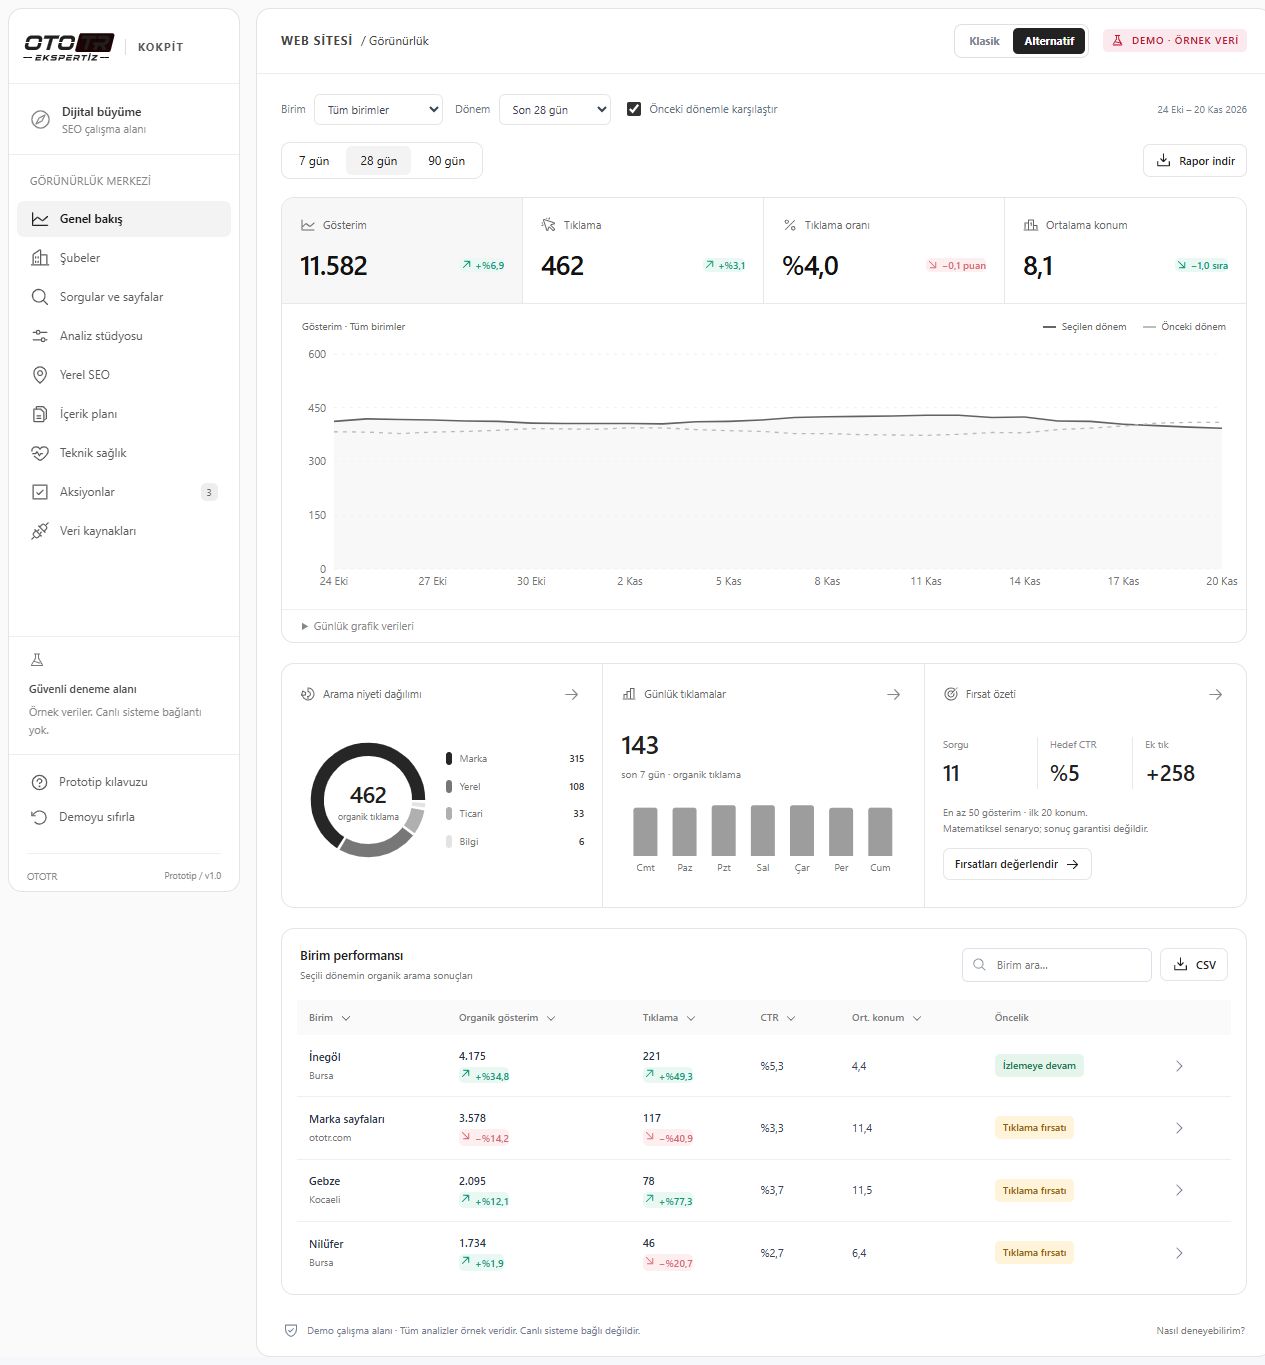 OTOTR
EKSPERTİZ
KOKPİT
Dijital büyüme
SEO çalışma alanı
GÖRÜNÜRLÜK MERKEZİ
Genel bakış
Şubeler
Sorgular ve sayfalar
Analiz stüdyosu
Yerel SEO
İçerik planı
Teknik sağlık
Aksiyonlar 3
Veri kaynakları
Güvenli deneme alanı
Örnek veriler. Canlı sisteme bağlantı
yok.
Prototip kılavuzu
Demoyu sıfırla
OTOTR Prototip / v1.0
WEB SİTESİ / Görünürlük
Klasik Alternatif
DEMO · ÖRNEK VERİ
Birim Tüm birimler Dönem Son 28 gün Önceki dönemle karşılaştır
24 Eki – 20 Kas 2026
7 gün 28 gün 90 gün
Rapor indir
Gösterim
11.582 +%6,9
Tıklama
462 +%3,1
Tıklama oranı
%4,0 −0,1 puan
Ortalama konum
8,1 −1,0 sıra
Gösterim · Tüm birimler
Seçilen dönem Önceki dönem
600
450
300
150
0
24 Eki 27 Eki 30 Eki 2 Kas 5 Kas 8 Kas 11 Kas 14 Kas 17 Kas 20 Kas
Günlük grafik verileri
Arama niyeti dağılımı
462
organik tıklama
Marka 315
Yerel 108
Ticari 33
Bilgi 6
Günlük tıklamalar
143
son 7 gün · organik tıklama
Cmt Paz Pzt Sal Çar Per Cum
Fırsat özeti
Sorgu Hedef CTR Ek tık
11 %5 +258
En az 50 gösterim · ilk 20 konum.
Matematiksel senaryo; sonuç garantisi değildir.
Fırsatları değerlendir
Birim performansı
Seçili dönemin organik arama sonuçları
Birim ara...
CSV
Birim Organik gösterim Tıklama CTR Ort. konum Öncelik
İnegöl 4.175 221 %5,3 4,4 İzlemeye devam
Bursa +%34,8 +%49,3
Marka sayfaları 3.578 117 %3,3 11,4 Tıklama fırsatı
ototr.com −%14,2 −%40,9
Gebze 2.095 78 %3,7 11,5 Tıklama fırsatı
Kocaeli +%12,1 +%77,3
Nilüfer 1.734 46 %2,7 6,4 Tıklama fırsatı
Bursa +%1,9 −%20,7
Demo çalışma alanı · Tüm analizler örnek veridir. Canlı sisteme bağlı değildir.
Nasıl deneyebilirim?